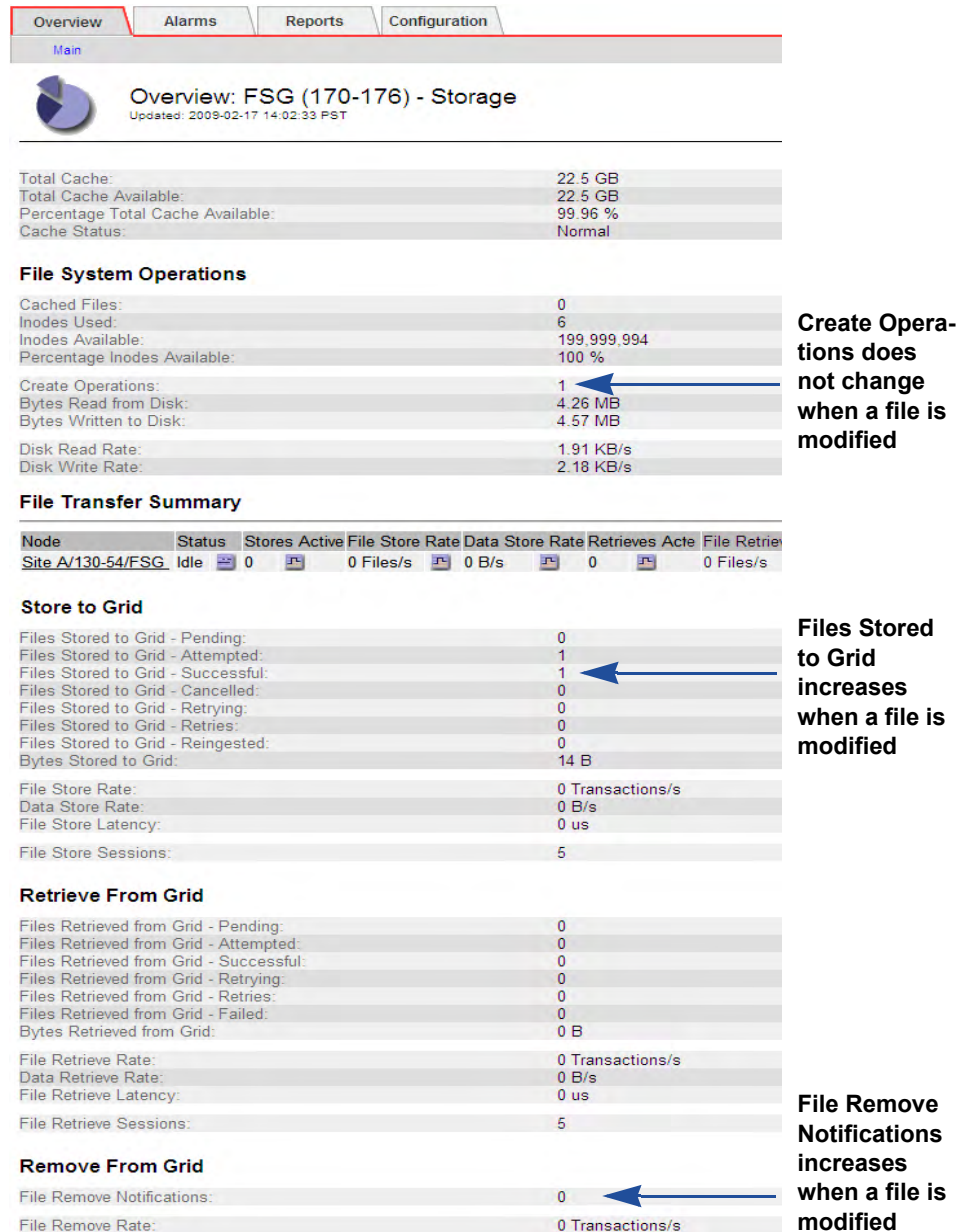 Overview Alarms Reports Configuration
Main
Overview: FSG (170-176) - Storage
Updated: 2009-02-17 14:02:33 PST
Total Cache: 22.5 GB
Total Cache Available: 22.5 GB
Percentage Total Cache Available: 99.96 %
Cache Status: Normal
File System Operations
Cached Files: 0
Inodes Used: 6
Inodes Available: 199,999,994
Percentage Inodes Available: 100 %
Create Operations: 1
Bytes Read from Disk: 4.26 MB
Bytes Written to Disk: 4.57 MB
Disk Read Rate: 1.91 KB/s
Disk Write Rate: 2.18 KB/s
Create Opera-
tions does
not change
when a file is
modified
File Transfer Summary
Node Status Stores Active File Store Rate Data Store Rate Retrieves Acte File Retriev
Site A/130-54/FSG Idle 0 0 Files/s 0 B/s 0 0 Files/s
Store to Grid
Files Stored to Grid - Pending: 0
Files Stored to Grid - Attempted: 1
Files Stored to Grid - Successful: 1
Files Stored to Grid - Cancelled: 0
Files Stored to Grid - Retrying: 0
Files Stored to Grid - Retries: 0
Files Stored to Grid - Reingested: 0
Bytes Stored to Grid: 14 B
File Store Rate: 0 Transactions/s
Data Store Rate: 0 B/s
File Store Latency: 0 us
File Store Sessions: 5
Files Stored
to Grid
increases
when a file is
modified
Retrieve From Grid
Files Retrieved from Grid - Pending: 0
Files Retrieved from Grid - Attempted: 0
Files Retrieved from Grid - Successful: 0
Files Retrieved from Grid - Retrying: 0
Files Retrieved from Grid - Retries: 0
Files Retrieved from Grid - Failed: 0
Bytes Retrieved from Grid: 0 B
File Retrieve Rate: 0 Transactions/s
Data Retrieve Rate: 0 B/s
File Retrieve Latency: 0 us
File Retrieve Sessions: 5
Remove From Grid
File Remove Notifications: 0
File Remove Rate: 0 Transactions/s
File Remove
Notifications
increases
when a file is
modified